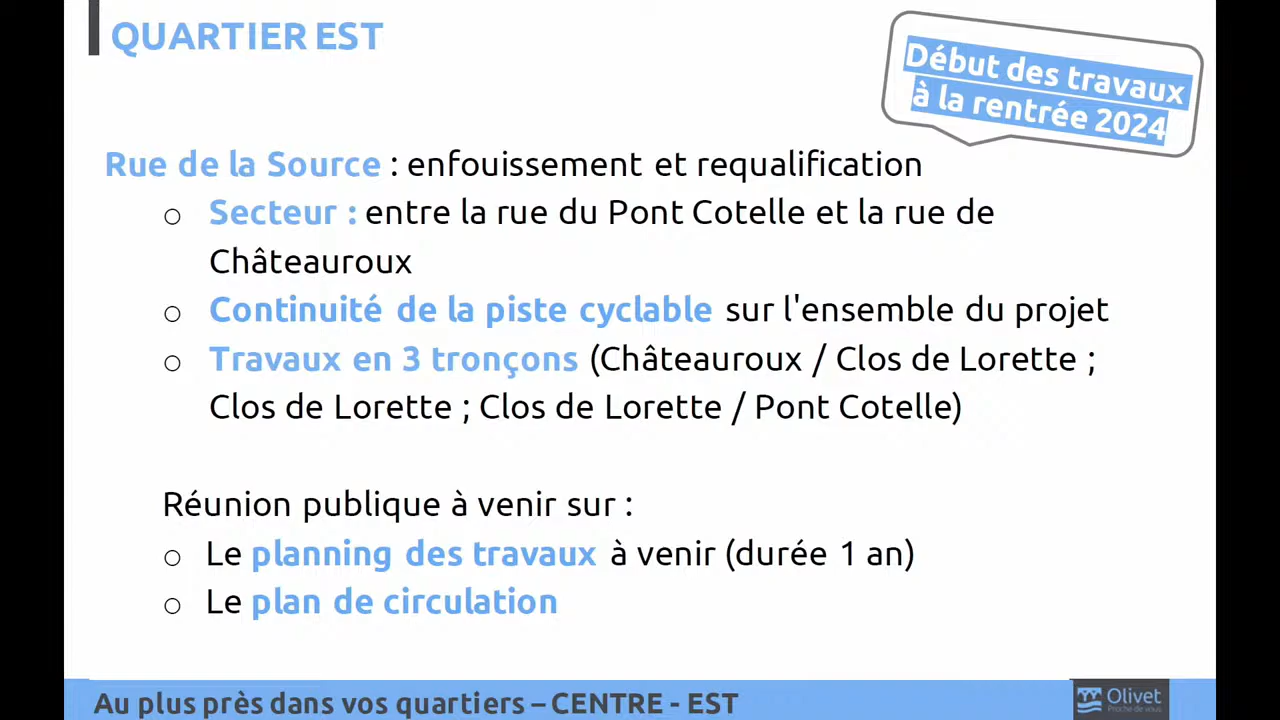 QUARTIER EST
Début des travaux
à la rentrée 2024
Rue de la Source : enfouissement et requalification
o Secteur : entre la rue du Pont Cotelle et la rue de
Châteauroux
o Continuité de la piste cyclable sur l'ensemble du projet
o Travaux en 3 tronçons (Châteauroux / Clos de Lorette ;
Clos de Lorette ; Clos de Lorette / Pont Cotelle)
Réunion publique à venir sur :
o Le planning des travaux à venir (durée 1 an)
o Le plan de circulation
Au plus près dans vos quartiers – CENTRE - EST
Olivet
Proche de vous